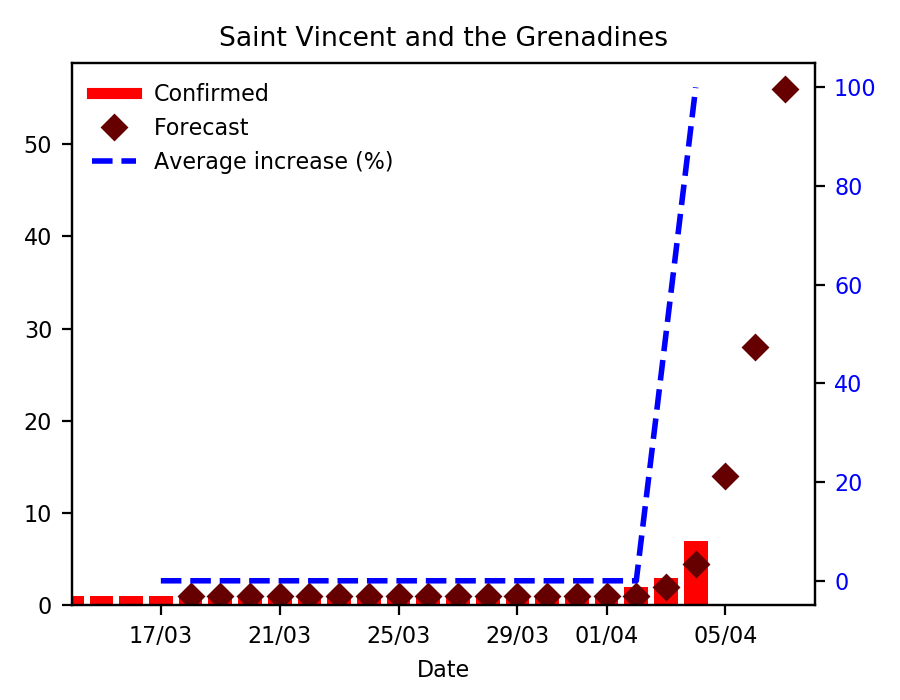 Saint Vincent and the Grenadines
Confirmed
Forecast
Average increase (%)
50
40
30
20
10
0
100
80
60
40
20
0
17/03 21/03 25/03 29/03 01/04 05/04
Date